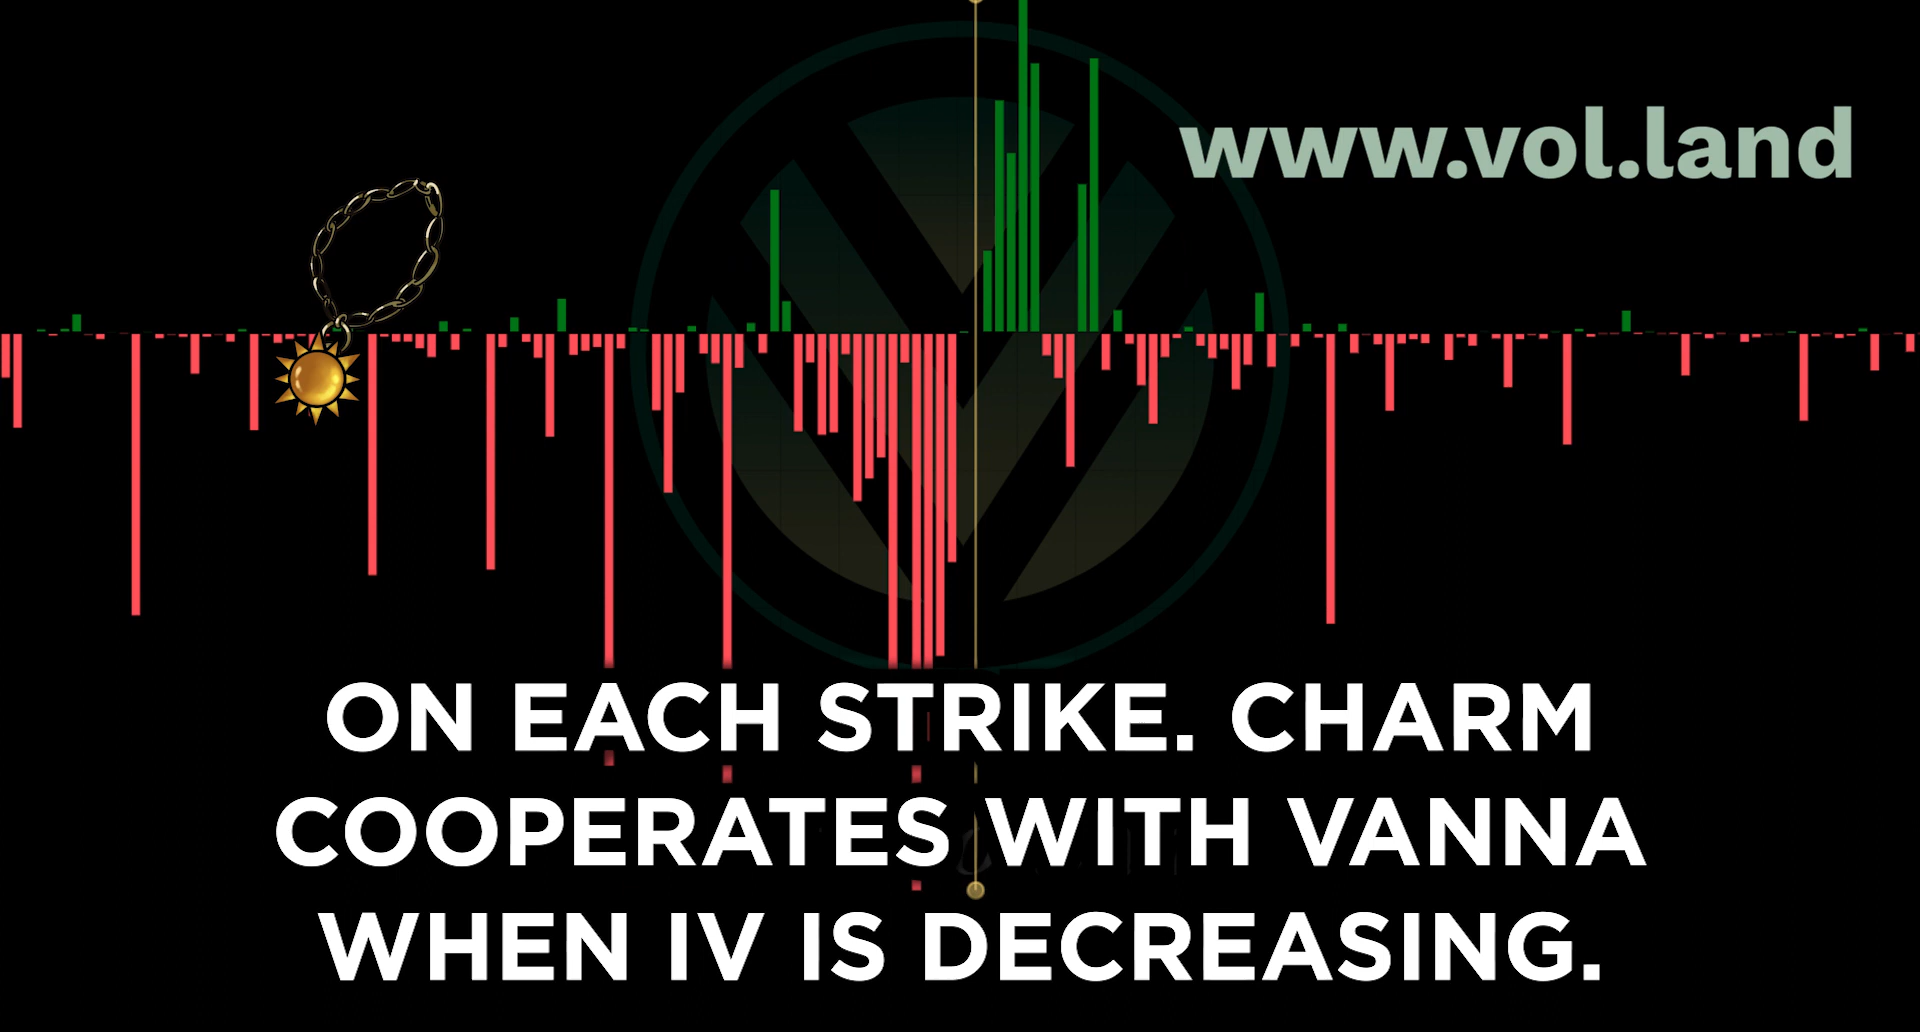 www.vol.land
ON EACH STRIKE. CHARM
COOPERATES WITH VANNA
WHEN IV IS DECREASING.